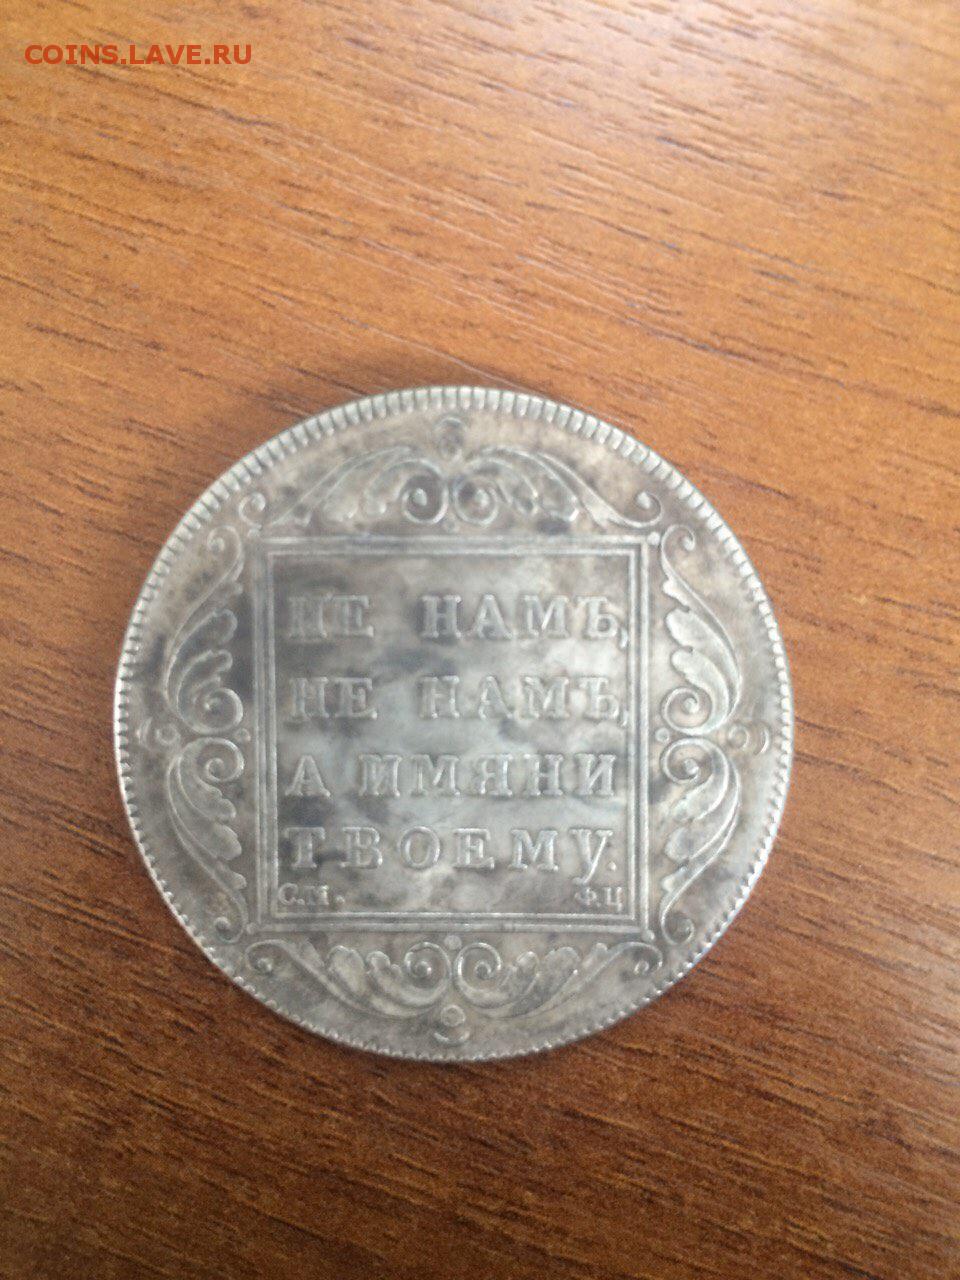 COINS.LAVE.RU
НЕ НАМЪ,
НЕ НАМЪ,
А ИМЯНИ
ТВОЕМУ.
С.М. Ф.Ц